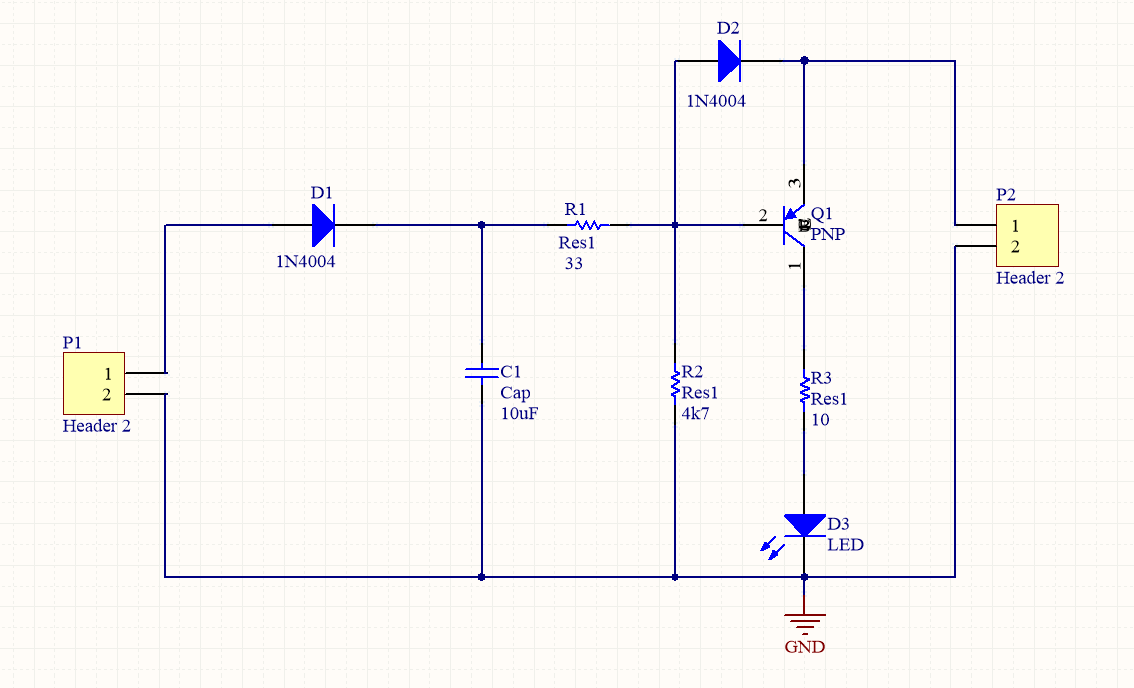 D2
1N4004
D1
1N4004
R1
Res1
33
3
2
Q1
PNP
1
P2
1
2
Header 2
P1
1
2
Header 2
C1
Cap
10uF
R2
Res1
4k7
R3
Res1
10
D3
LED
GND